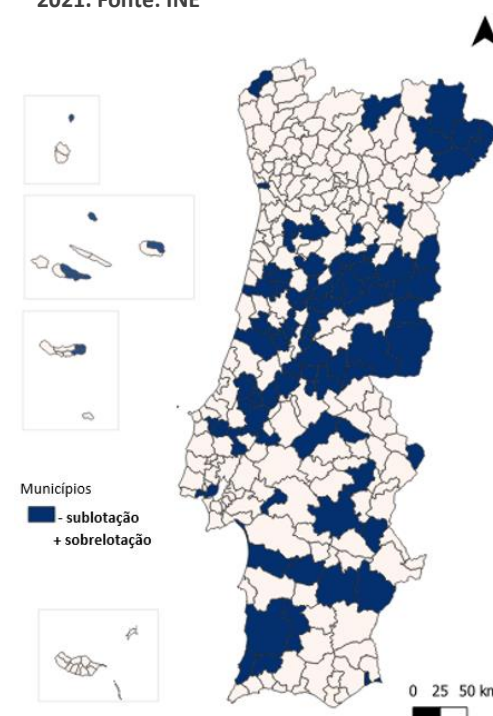 2021. Fonte: INE
Municípios
- sublotação
+ sobrelotação
0 25 50 km